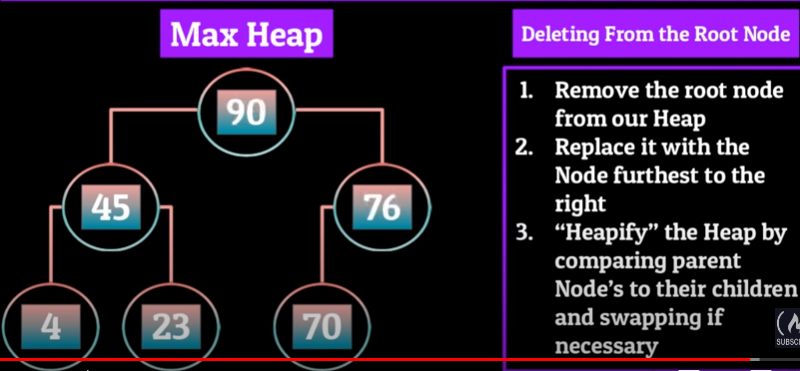 Max Heap
Deleting From the Root Node
90
45
76
4
23
70
1. Remove the root node
from our Heap
2. Replace it with the
Node furthest to the
right
3. “Heapify” the Heap by
comparing parent
Node’s to their children
and swapping if
necessary